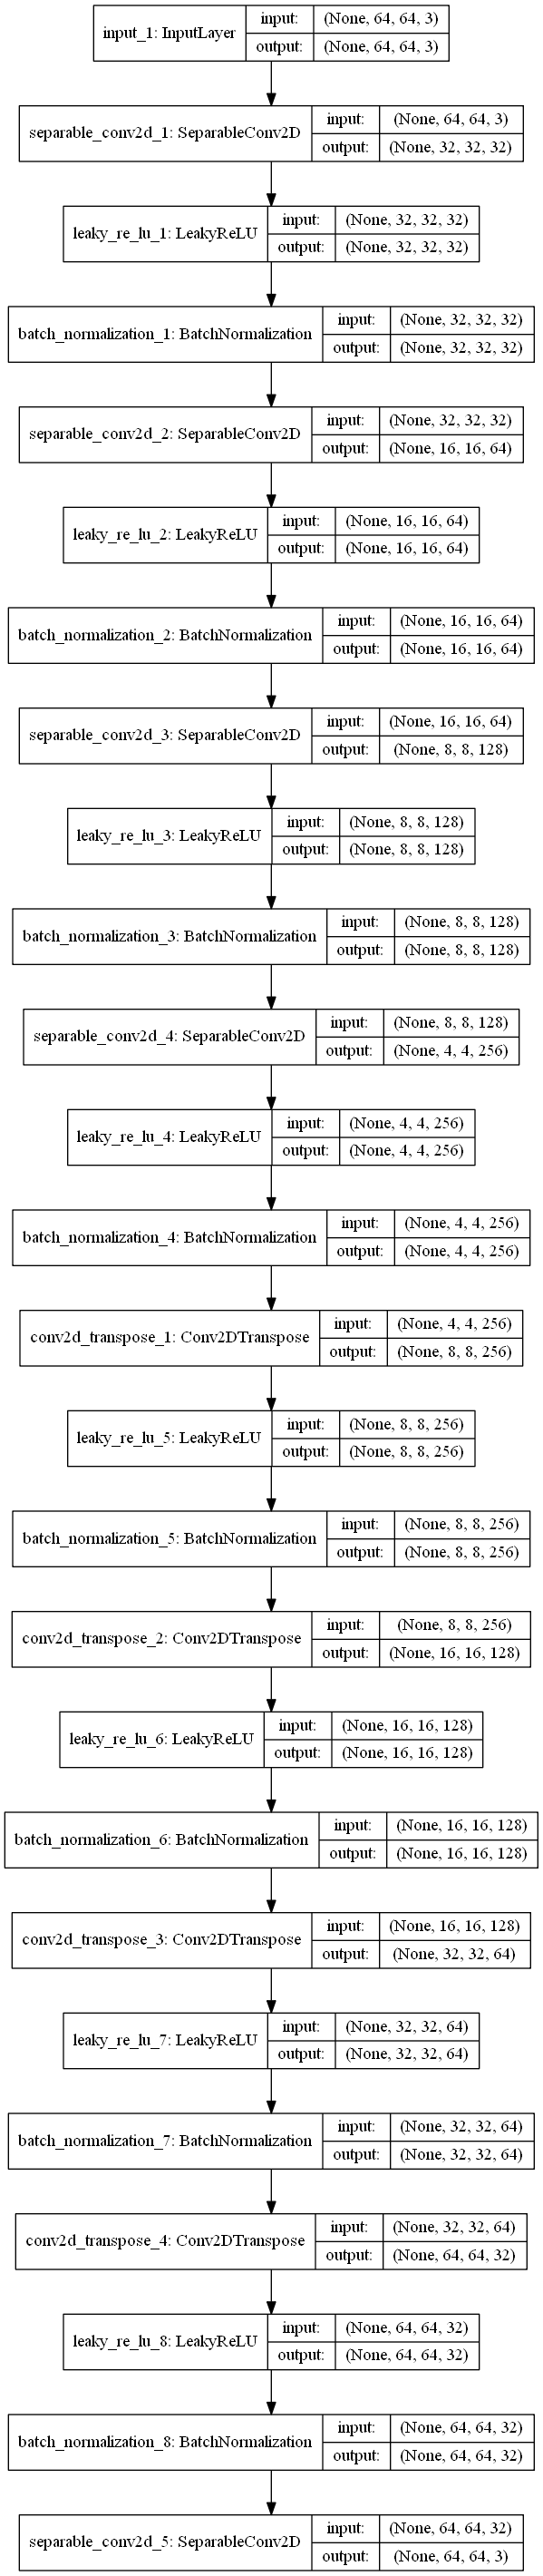 input_1: InputLayer
input: (None, 64, 64, 3)
output: (None, 64, 64, 3)
separable_conv2d_1: SeparableConv2D
input: (None, 64, 64, 3)
output: (None, 32, 32, 32)
leaky_re_lu_1: LeakyReLU
input: (None, 32, 32, 32)
output: (None, 32, 32, 32)
batch_normalization_1: BatchNormalization
input: (None, 32, 32, 32)
output: (None, 32, 32, 32)
separable_conv2d_2: SeparableConv2D
input: (None, 32, 32, 32)
output: (None, 16, 16, 64)
leaky_re_lu_2: LeakyReLU
input: (None, 16, 16, 64)
output: (None, 16, 16, 64)
batch_normalization_2: BatchNormalization
input: (None, 16, 16, 64)
output: (None, 16, 16, 64)
separable_conv2d_3: SeparableConv2D
input: (None, 16, 16, 64)
output: (None, 8, 8, 128)
leaky_re_lu_3: LeakyReLU
input: (None, 8, 8, 128)
output: (None, 8, 8, 128)
batch_normalization_3: BatchNormalization
input: (None, 8, 8, 128)
output: (None, 8, 8, 128)
separable_conv2d_4: SeparableConv2D
input: (None, 8, 8, 128)
output: (None, 4, 4, 256)
leaky_re_lu_4: LeakyReLU
input: (None, 4, 4, 256)
output: (None, 4, 4, 256)
batch_normalization_4: BatchNormalization
input: (None, 4, 4, 256)
output: (None, 4, 4, 256)
conv2d_transpose_1: Conv2DTranspose
input: (None, 4, 4, 256)
output: (None, 8, 8, 256)
leaky_re_lu_5: LeakyReLU
input: (None, 8, 8, 256)
output: (None, 8, 8, 256)
batch_normalization_5: BatchNormalization
input: (None, 8, 8, 256)
output: (None, 8, 8, 256)
conv2d_transpose_2: Conv2DTranspose
input: (None, 8, 8, 256)
output: (None, 16, 16, 128)
leaky_re_lu_6: LeakyReLU
input: (None, 16, 16, 128)
output: (None, 16, 16, 128)
batch_normalization_6: BatchNormalization
input: (None, 16, 16, 128)
output: (None, 16, 16, 128)
conv2d_transpose_3: Conv2DTranspose
input: (None, 16, 16, 128)
output: (None, 32, 32, 64)
leaky_re_lu_7: LeakyReLU
input: (None, 32, 32, 64)
output: (None, 32, 32, 64)
batch_normalization_7: BatchNormalization
input: (None, 32, 32, 64)
output: (None, 32, 32, 64)
conv2d_transpose_4: Conv2DTranspose
input: (None, 32, 32, 64)
output: (None, 64, 64, 32)
leaky_re_lu_8: LeakyReLU
input: (None, 64, 64, 32)
output: (None, 64, 64, 32)
batch_normalization_8: BatchNormalization
input: (None, 64, 64, 32)
output: (None, 64, 64, 32)
separable_conv2d_5: SeparableConv2D
input: (None, 64, 64, 32)
output: (None, 64, 64, 3)